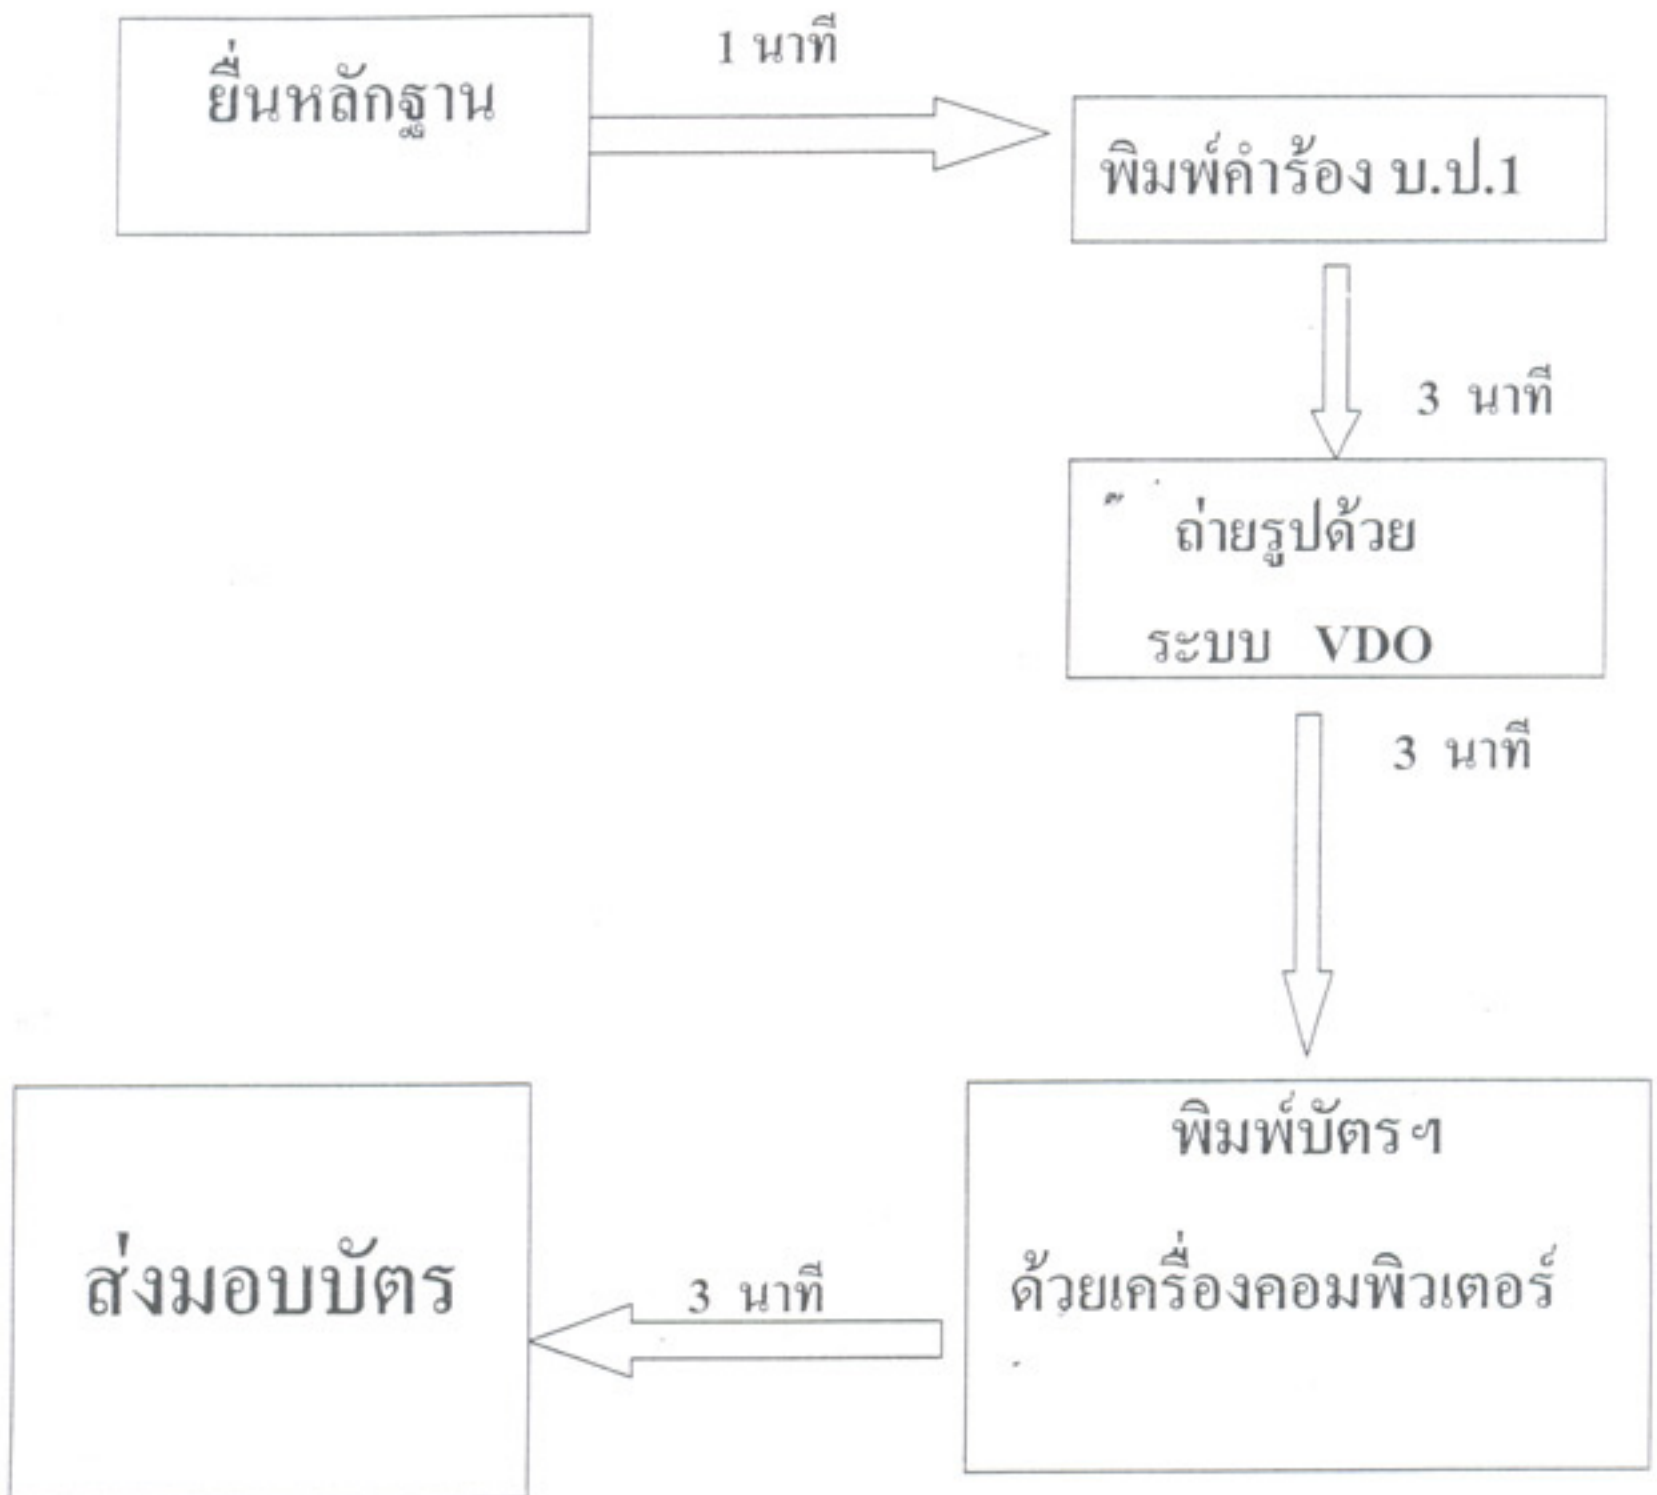 ยื่นหลักฐาน
1 นาที
พิมพ์คำร้อง บ.ป.1
3 นาที
ถ่ายรูปด้วย
ระบบ VDO
3 นาที
พิมพ์บัตรฯ
ด้วยเครื่องคอมพิวเตอร์
3 นาที
ส่งมอบบัตร